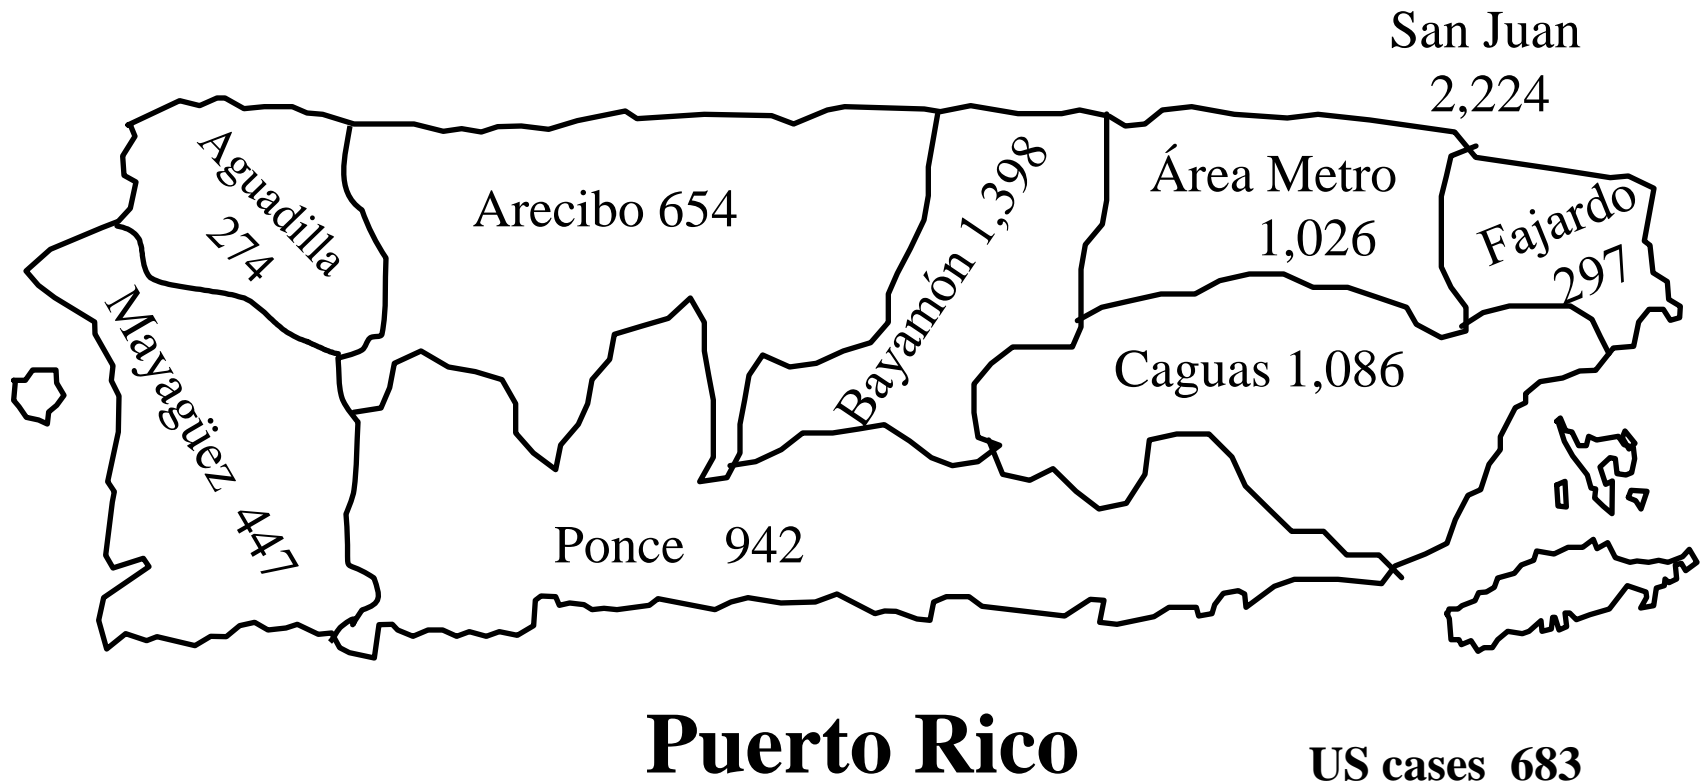 San Juan
2,224
Aguadilla
274
Arecibo 654
Bayamón 1,398
Área Metro
1,026
Fajardo
297
Mayagüez 447
Caguas 1,086
Ponce 942
Puerto Rico
US cases 683